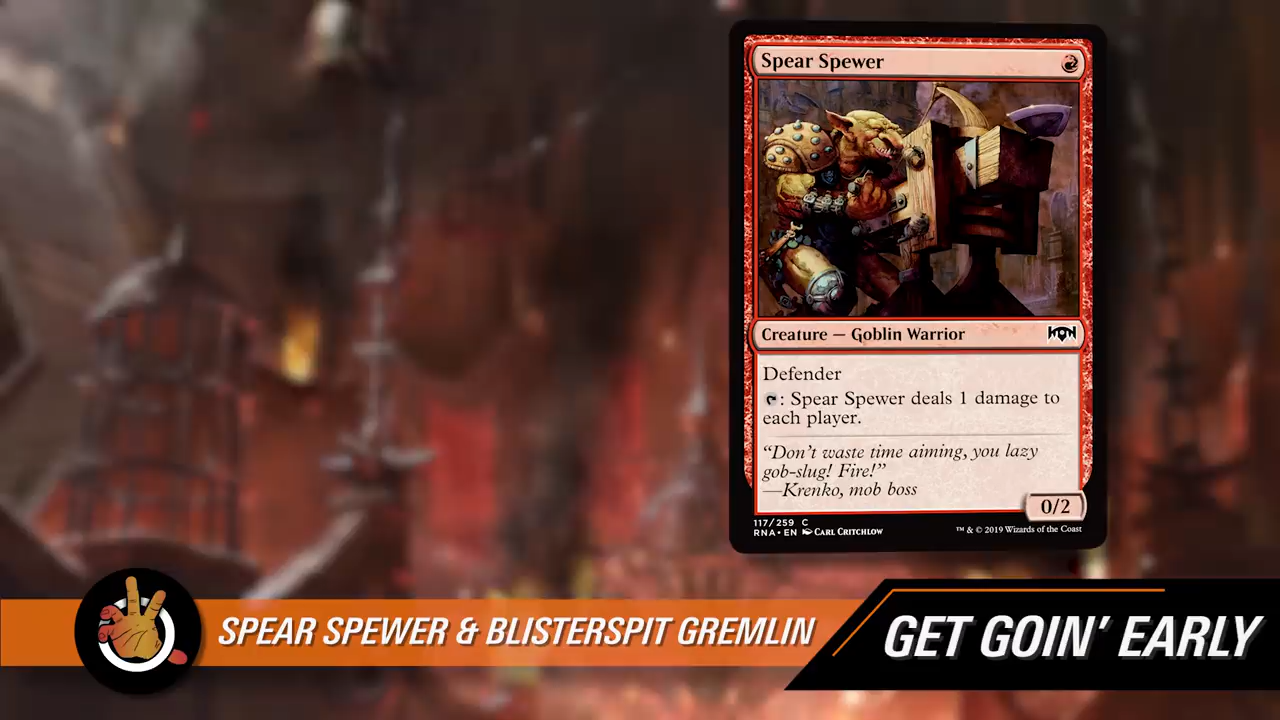 Spear Spewer
Creature — Goblin Warrior
Defender
: Spear Spewer deals 1 damage to
each player.
“Don’t waste time aiming, you lazy
gob-slug! Fire!”
—Krenko, mob boss
0/2
117/259 C
RNA • EN CARL CRITCHLOW
™ & © 2019 Wizards of the Coast
SPEAR SPEWER & BLISTERSPIT GREMLIN
GET GOIN’ EARLY